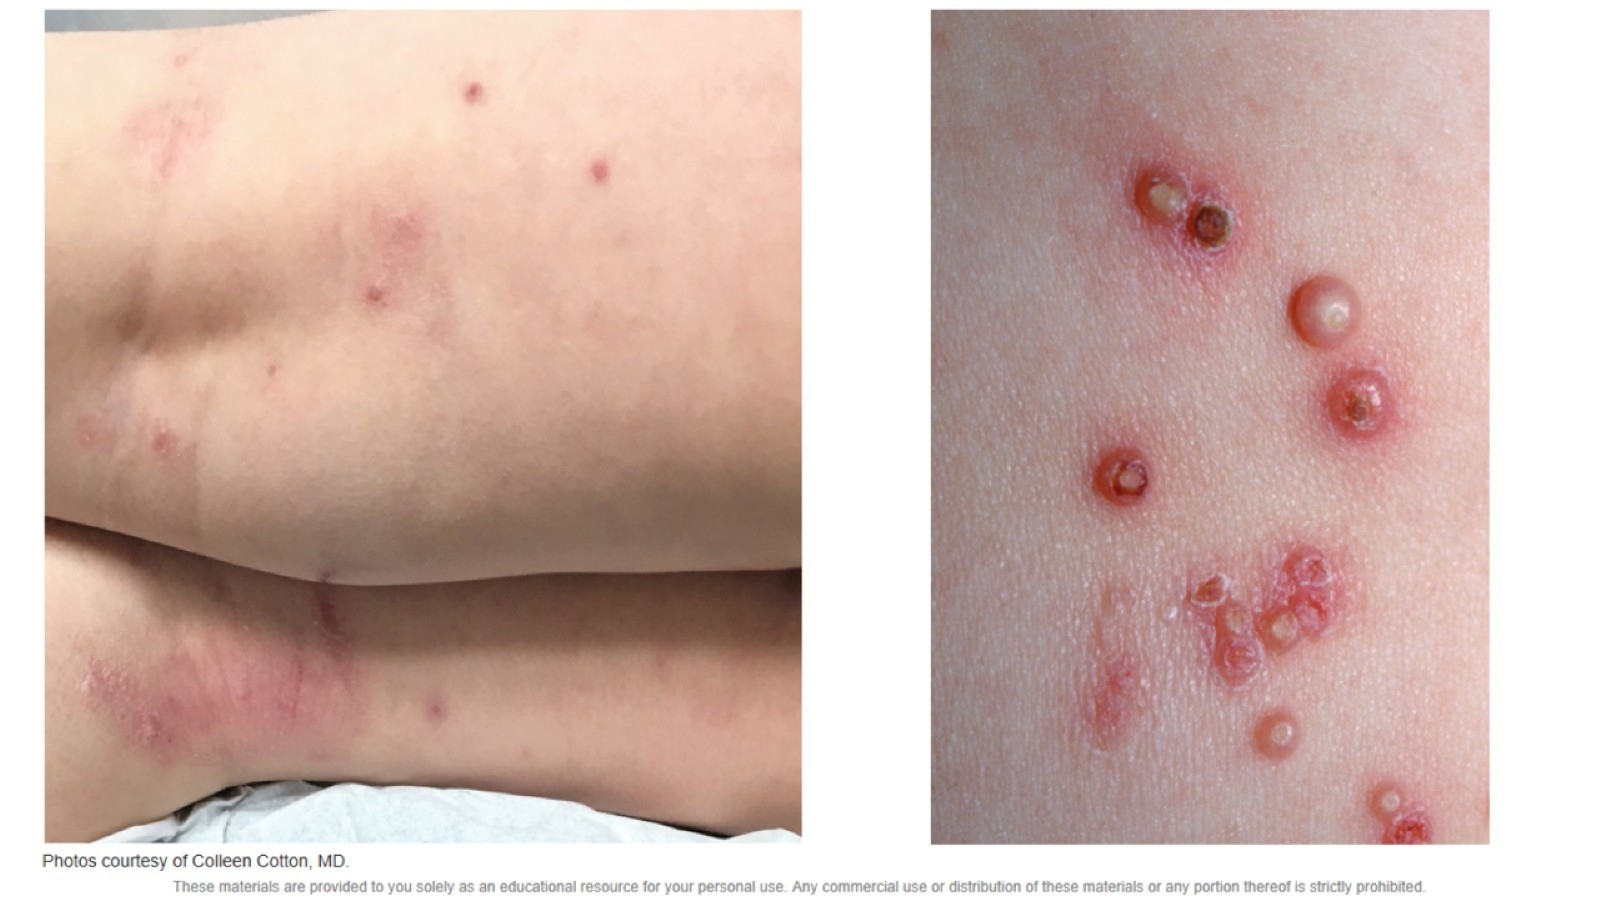 Photos courtesy of Colleen Cotton, MD.
These materials are provided to you solely as an educational resource for your personal use. Any commercial use or distribution of these materials or any portion thereof is strictly prohibited.